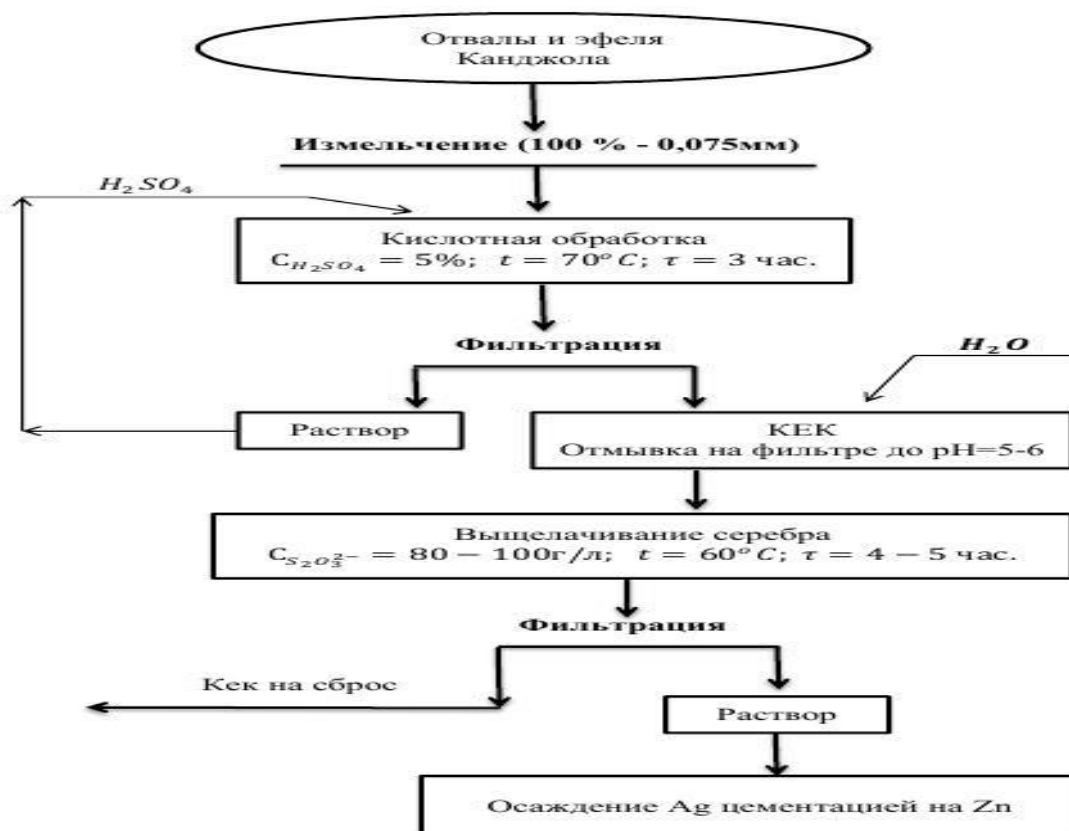 Отвалы и эфеля
Канджола
Измельчение (100 % - 0,075мм)
H₂SO₄
Кислотная обработка
C_{H₂SO₄} = 5%; t = 70°C; τ = 3 час.
Фильтрация
H₂O
Раствор
КЕК
Отмывка на фильтре до pH=5-6
Выщелачивание серебра
C_{S₂O₃²⁻} = 80 − 100г/л; t = 60°C; τ = 4 − 5 час.
Фильтрация
Кек на сброс
Раствор
Осаждение Ag цементацией на Zn